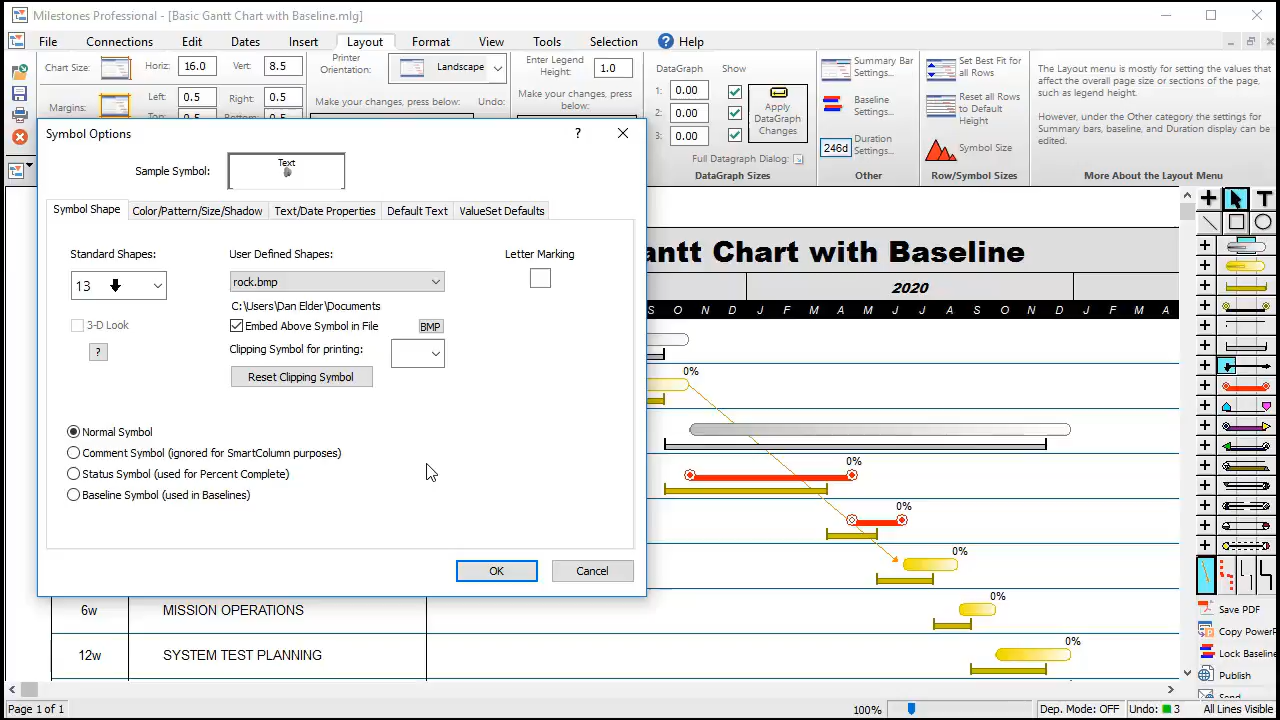 Milestones Professional - [Basic Gantt Chart with Baseline.mlg]
File Connections Edit Dates Insert Layout Format View Tools Selection Help
Chart Size: Horiz: 16.0 Vert: 8.5
Margins: Left: 0.5 Right: 0.5
Printer Orientation: Landscape
Make your changes, press below: Undo:
Enter Legend Height: 1.0
Make your changes, press below:
DataGraph Show
1: 0.00
2: 0.00
3: 0.00
Apply DataGraph Changes
Full Datagraph Dialog:
DataGraph Sizes
Summary Bar Settings...
Baseline Settings...
246d Duration Settings...
Other
Set Best Fit for all Rows
Reset all Rows to Default Height
Symbol Size
Row/Symbol Sizes
The Layout menu is mostly for setting the values that
affect the overall page size or sections of the page,
such as legend height.
However, under the Other category the settings for
Summary bars, baseline, and Duration display can be
edited.
More About the Layout Menu
Symbol Options
?
Sample Symbol: Text
Symbol Shape Color/Pattern/Size/Shadow Text/Date Properties Default Text ValueSet Defaults
Standard Shapes: User Defined Shapes: Letter Marking
13 rock.bmp
C:\Users\Dan Elder\Documents
3-D Look Embed Above Symbol in File BMP
? Clipping Symbol for printing:
Reset Clipping Symbol
Normal Symbol
Comment Symbol (ignored for SmartColumn purposes)
Status Symbol (used for Percent Complete)
Baseline Symbol (used in Baselines)
OK Cancel
antt Chart with Baseline
2020
O N D J F M A M J J A S O N D J F M A
0%
0%
0%
0%
0%
0%
6w MISSION OPERATIONS
12w SYSTEM TEST PLANNING
T
Save PDF
Copy PowerP
Lock Baseline
Publish
Send
Page 1 of 1 100% Dep. Mode: OFF Undo: 3 All Lines Visible